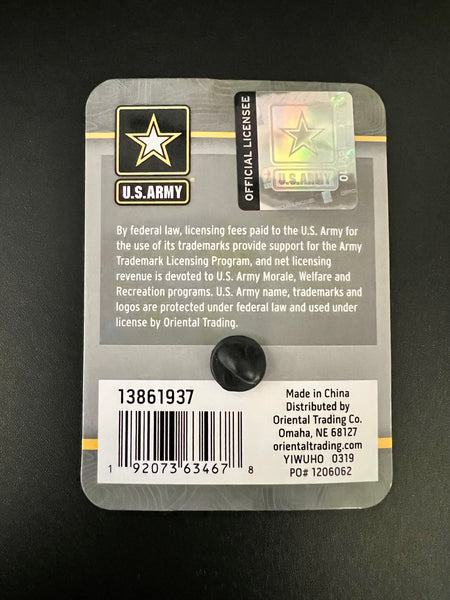 U.S.ARMY
OFFICIAL LICENSEE
U.S.ARMY
By federal law, licensing fees paid to the U.S. Army for
the use of its trademarks provide support for the Army
Trademark Licensing Program, and net licensing
revenue is devoted to U.S. Army Morale, Welfare and
Recreation programs. U.S. Army name, trademarks and
logos are protected under federal law and used under
license by Oriental Trading.
13861937
1 92073 63467 8
Made in China
Distributed by
Oriental Trading Co.
Omaha, NE 68127
orientaltrading.com
YIWUHO 0319
PO# 1206062